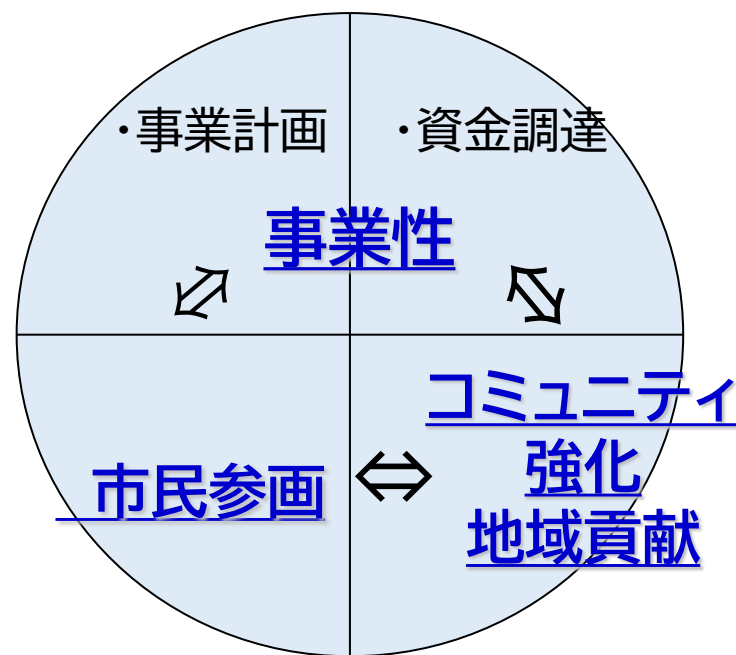 ・事業計画
・資金調達
事業性
市民参画
コミュニティ
強化
地域貢献